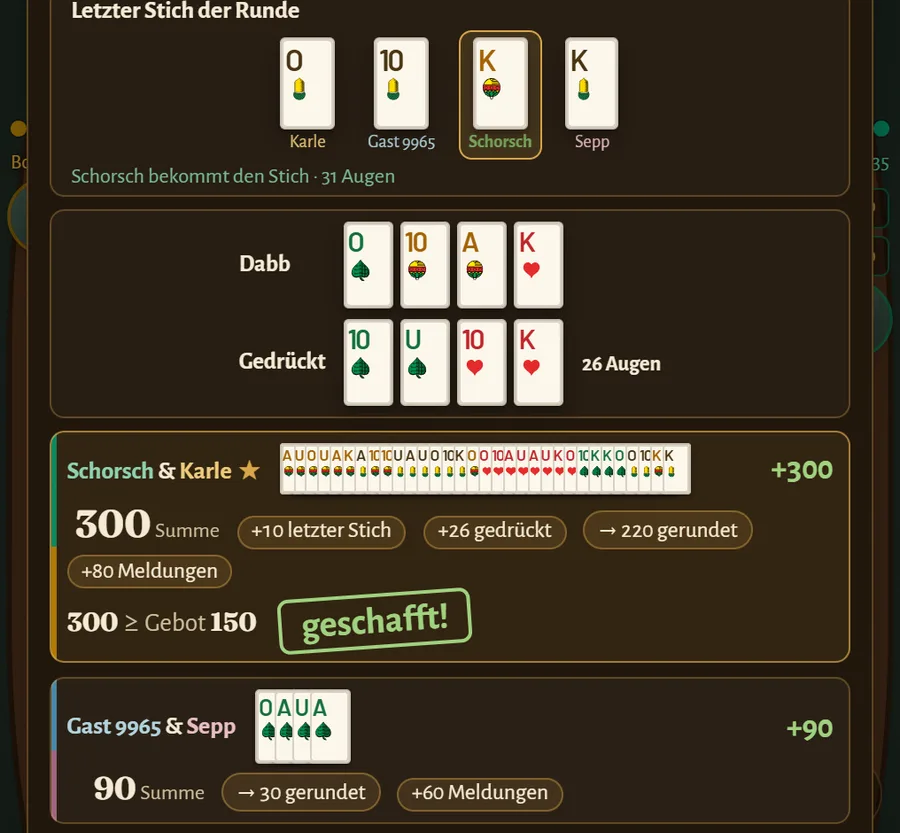 Letzter Stich der Runde
O 10 K K
Karle Gast 9965 Schorsch Sepp
Schorsch bekommt den Stich · 31 Augen
Dabb O 10 A K
Gedrückt 10 U 10 K 26 Augen
Schorsch & Karle ★ +300
300 Summe +10 letzter Stich +26 gedrückt → 220 gerundet
+80 Meldungen
300 ≥ Gebot 150 geschafft!
Gast 9965 & Sepp O A U A +90
90 Summe → 30 gerundet +60 Meldungen
35